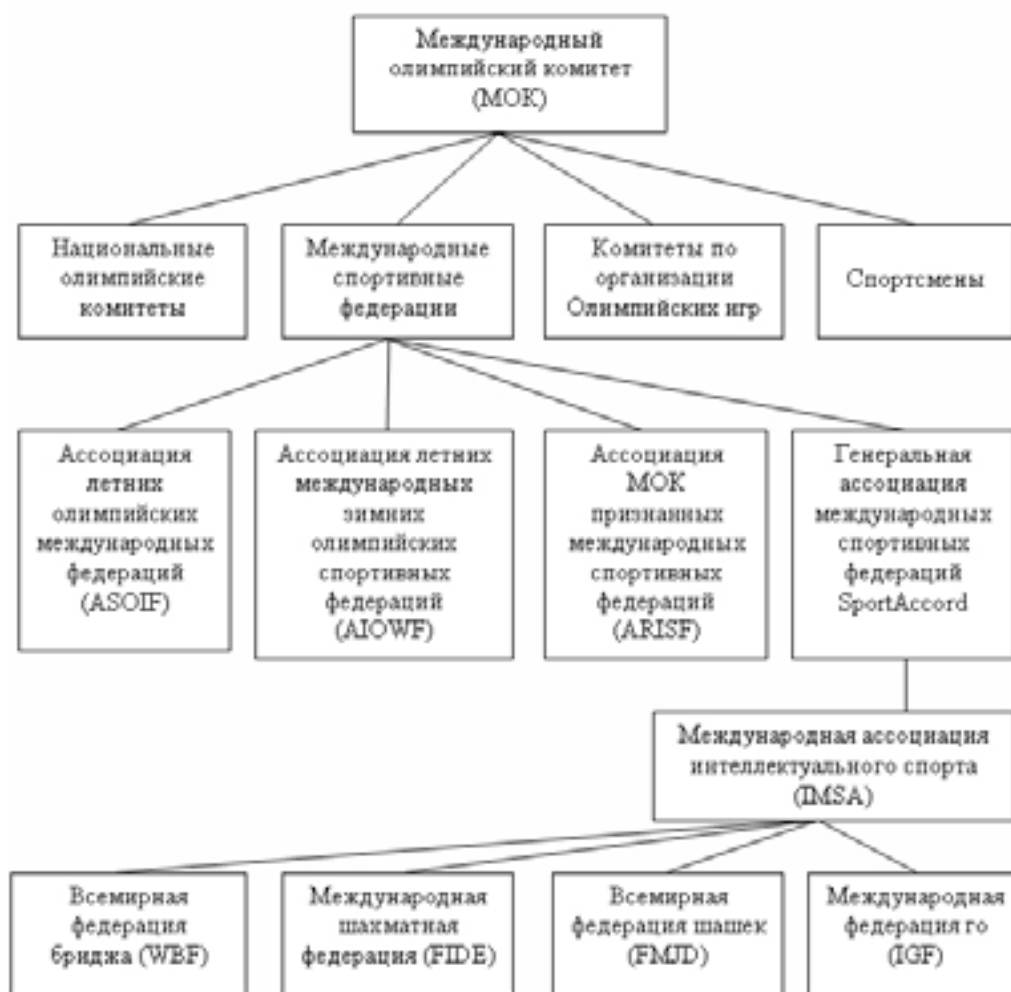 Международный
олимпийский комитет
(МОК)
Национальные
олимпийские
комитеты
Международные
спортивные
федерации
Комитеты по
организации
Олимпийских игр
Спортсмены
Ассоциация
летних
олимпийских
международных
федераций
(ASOIF)
Ассоциация летних
международных
зимних
олимпийских
спортивных
федераций
(AIOWF)
Ассоциация
МОК
признанных
международных
спортивных
федераций
(ARISF)
Генеральная
ассоциация
международных
спортивных
федераций
SportAccord
Международная ассоциация
интеллектуального спорта
(IMSA)
Всемирная
федерация
бриджа (WBF)
Международная
шахматная
федерация (FIDE)
Всемирная
федерация шашек
(FMJD)
Международная
федерация го
(IGF)